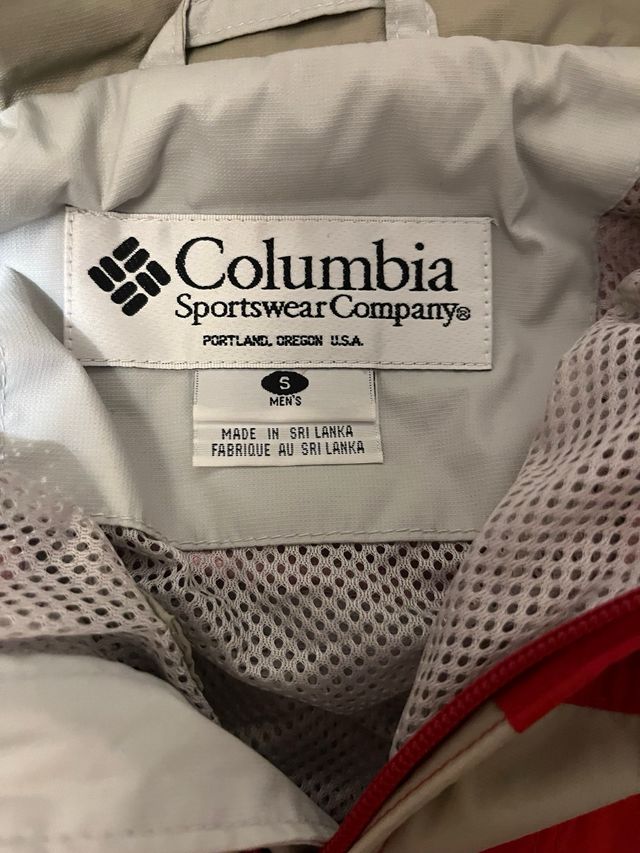 Columbia
Sportswear Company®
PORTLAND, OREGON U.S.A.
S
MEN'S
MADE IN SRI LANKA
FABRIQUE AU SRI LANKA